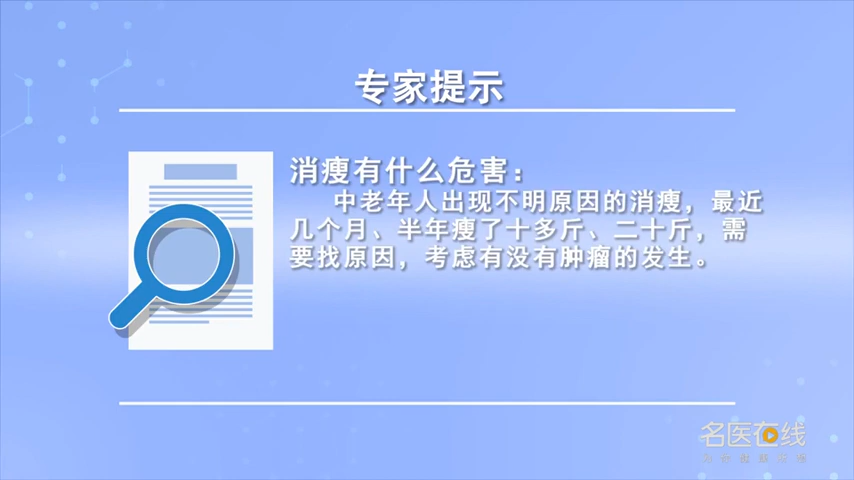 专家提示
消瘦有什么危害：
中老年人出现不明原因的消瘦，最近
几个月、半年瘦了十多斤、二十斤，需
要找原因，考虑有没有肿瘤的发生。
名医在线